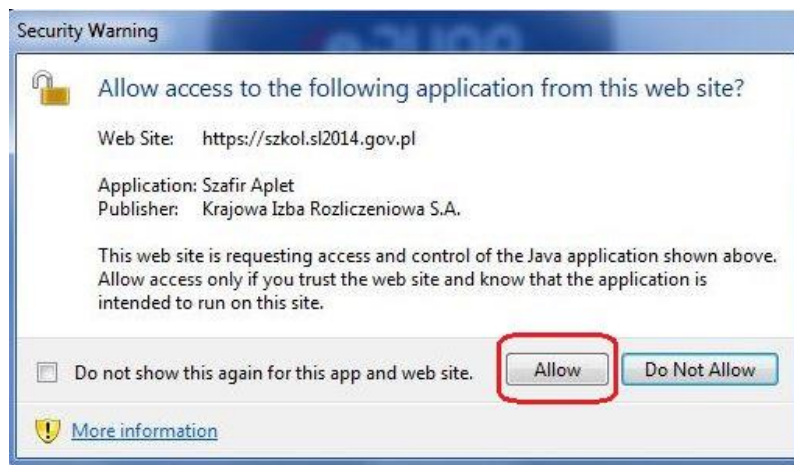 Security Warning
Allow access to the following application from this web site?
Web Site: https://szkol.sl2014.gov.pl
Application: Szafir Aplet
Publisher: Krajowa Izba Rozliczeniowa S.A.
This web site is requesting access and control of the Java application shown above.
Allow access only if you trust the web site and know that the application is
intended to run on this site.
Do not show this again for this app and web site.
Allow
Do Not Allow
More information